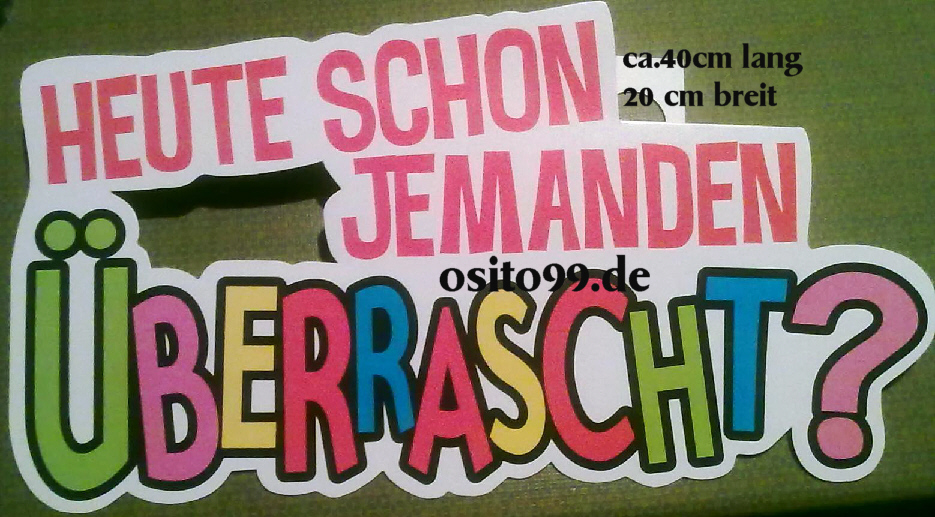 HEUTE SCHON
ca.40cm lang
20 cm breit
JEMANDEN
osito99.de
ÜBERRASCHT?